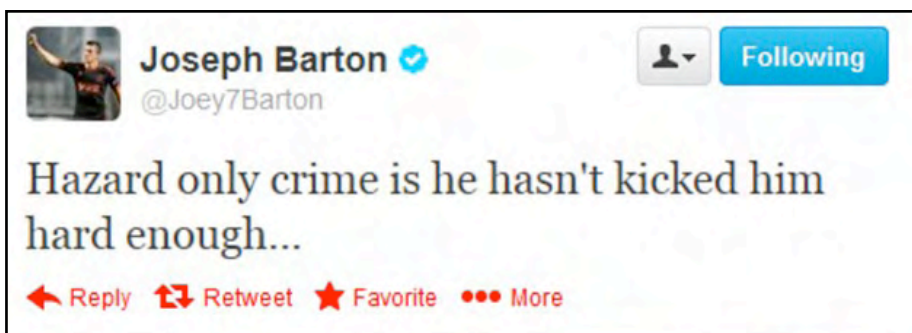 Joseph Barton
Following
@Joey7Barton
Hazard only crime is he hasn't kicked him
hard enough...
Reply Retweet Favorite More